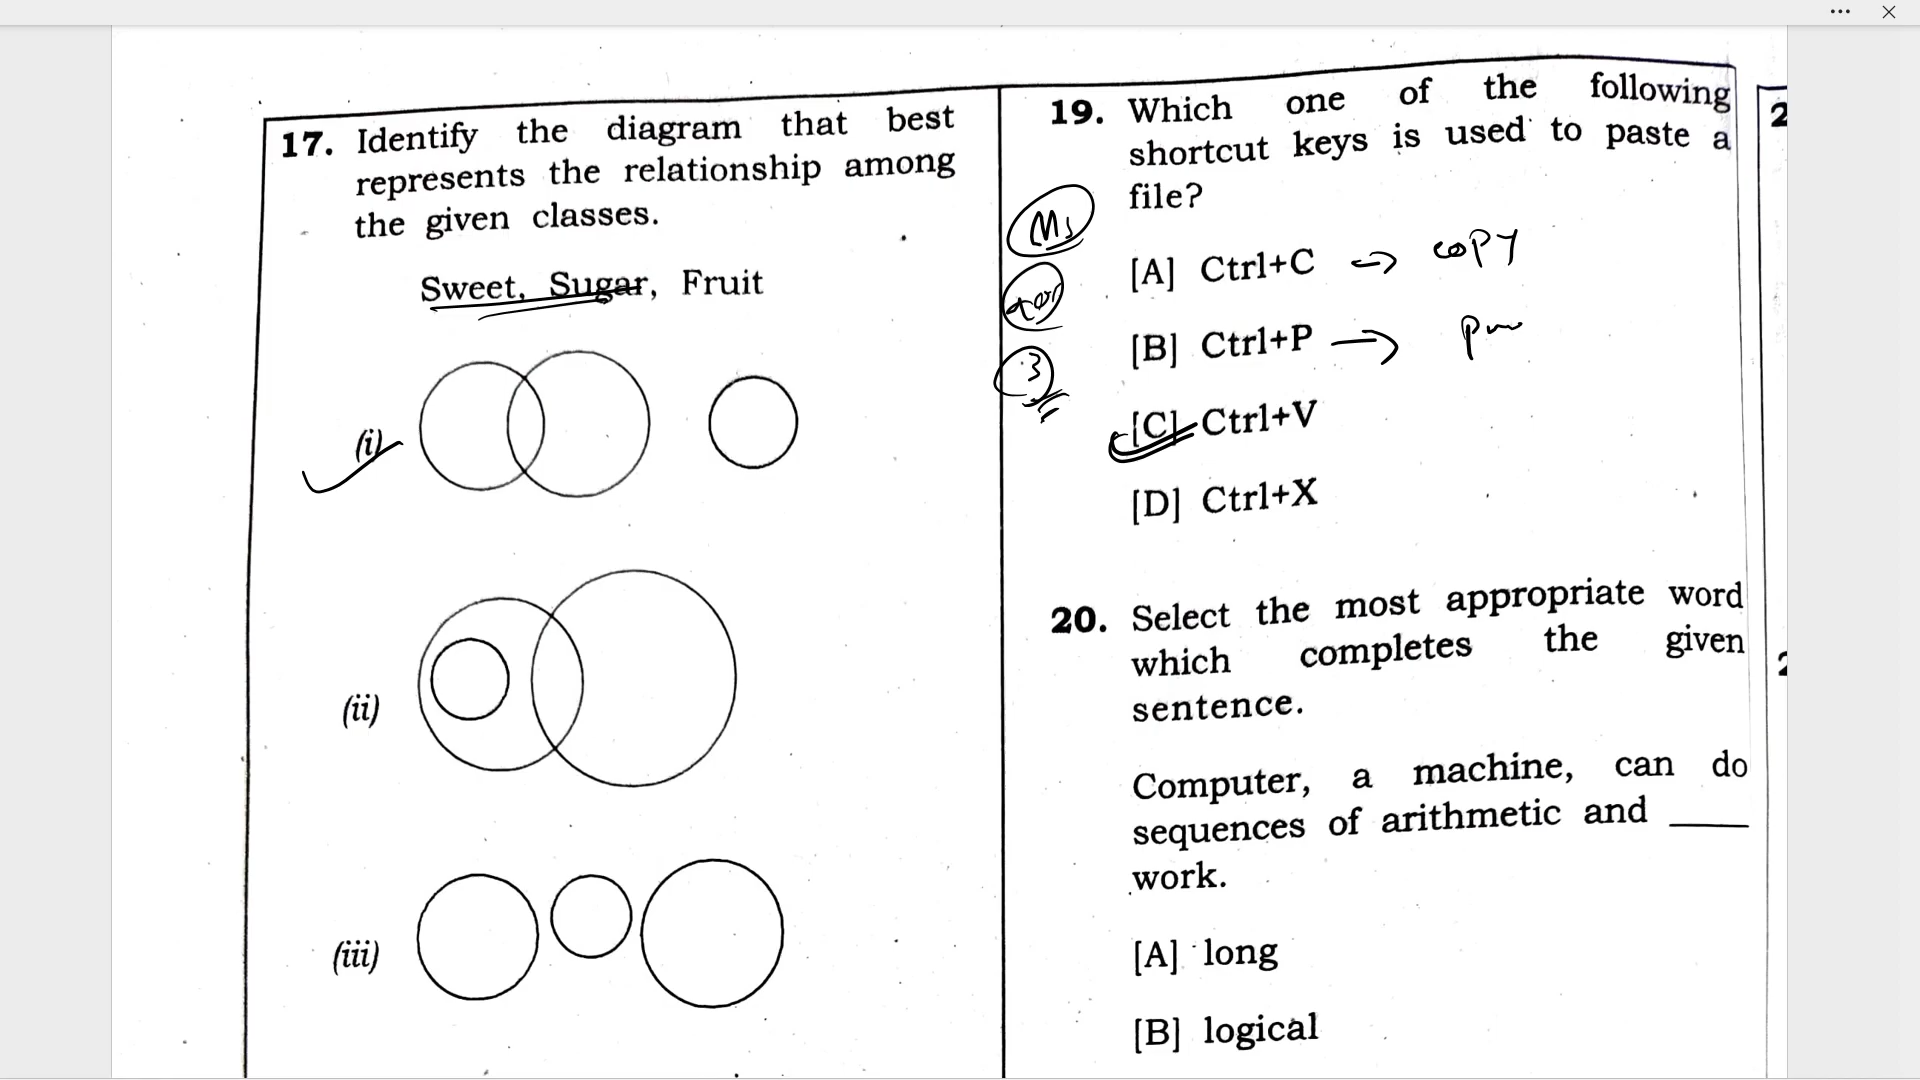 17. Identify the diagram that best
represents the relationship among
the given classes.
Sweet, Sugar, Fruit
(i)
(ii)
(iii)
19. Which one of the following
shortcut keys is used to paste a
file?
[A] Ctrl+C → copy
[B] Ctrl+P →
[C] Ctrl+V
[D] Ctrl+X
20. Select the most appropriate word
which completes the given
sentence.
Computer, a machine, can do
sequences of arithmetic and ____
work.
[A] long
[B] logical
Ms
3
2